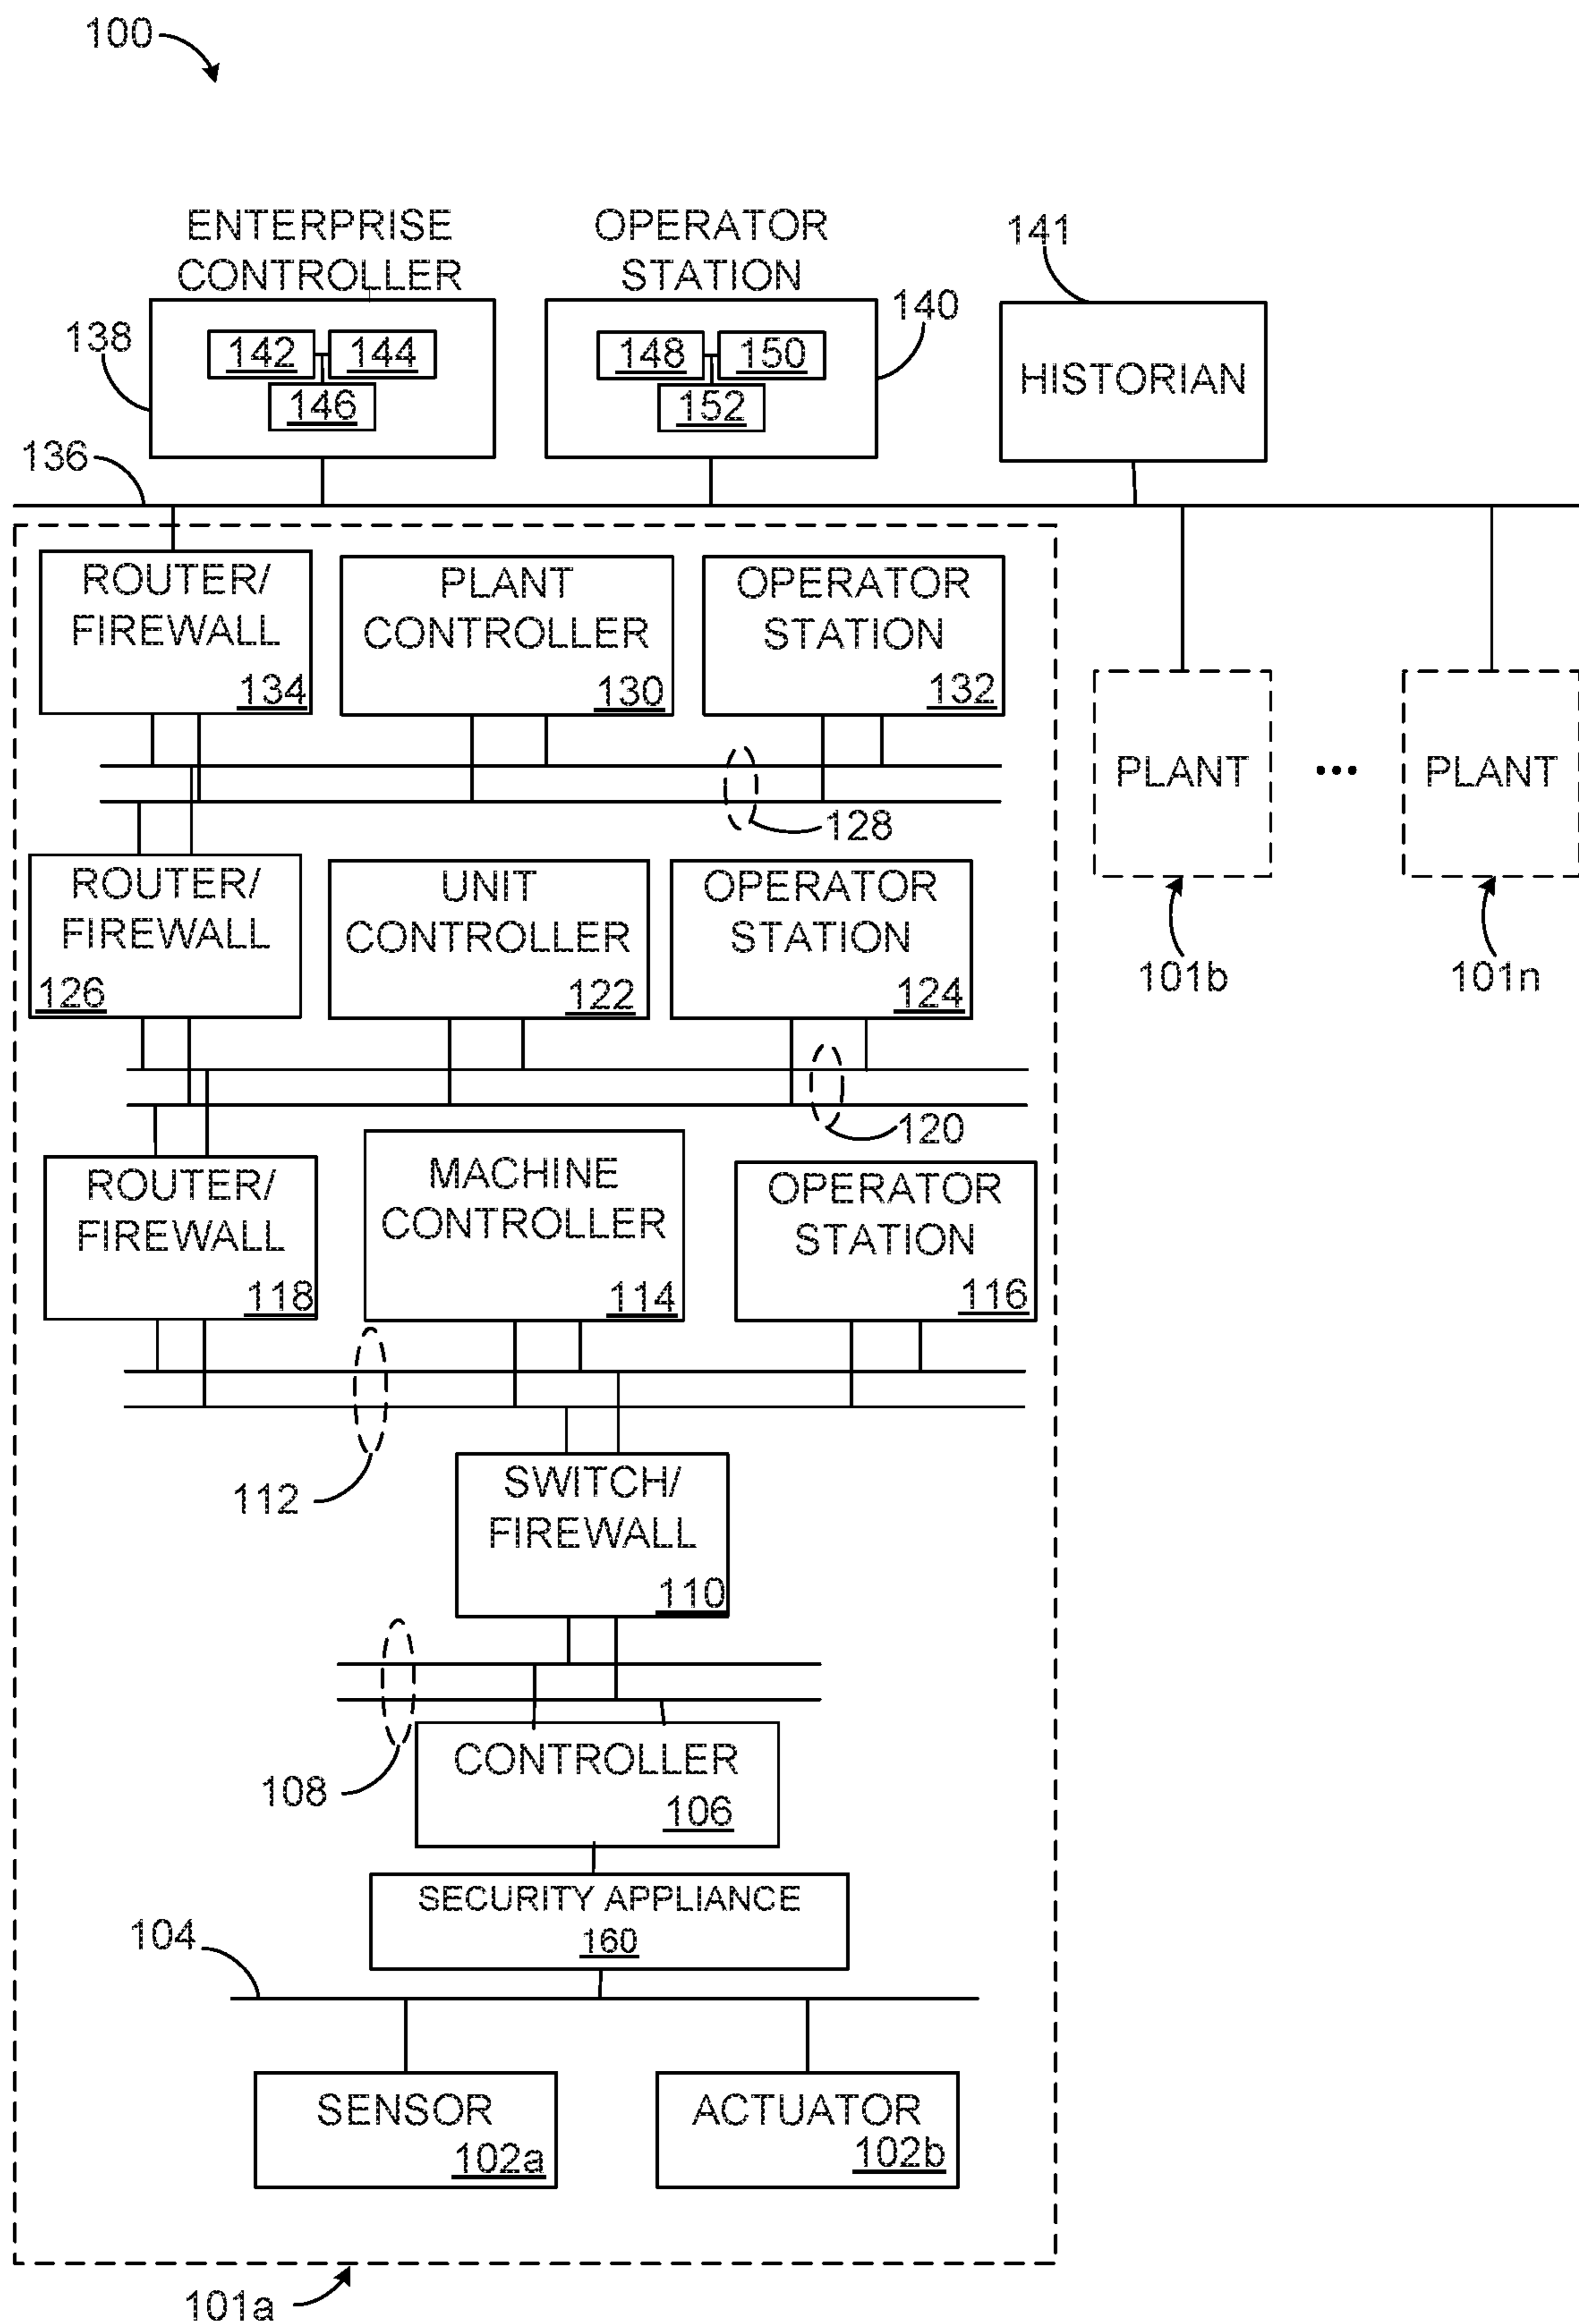 100
ENTERPRISE
CONTROLLER
OPERATOR
STATION
141
138
142
144
146
148
150
152
140
HISTORIAN
136
ROUTER/
FIREWALL
134
PLANT
CONTROLLER
130
OPERATOR
STATION
132
128
PLANT
•••
PLANT
101b
101n
ROUTER/
FIREWALL
126
UNIT
CONTROLLER
122
OPERATOR
STATION
124
120
ROUTER/
FIREWALL
118
MACHINE
CONTROLLER
114
OPERATOR
STATION
116
112
SWITCH/
FIREWALL
110
108
CONTROLLER
106
SECURITY APPLIANCE
160
104
SENSOR
102a
ACTUATOR
102b
101a